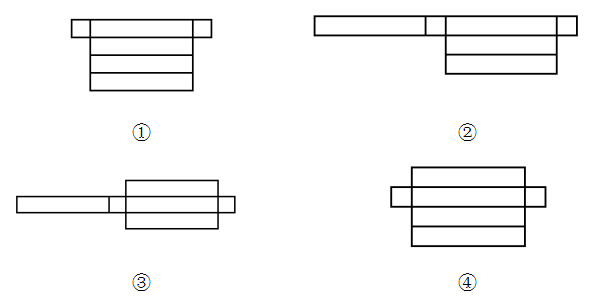 ① ②
③ ④